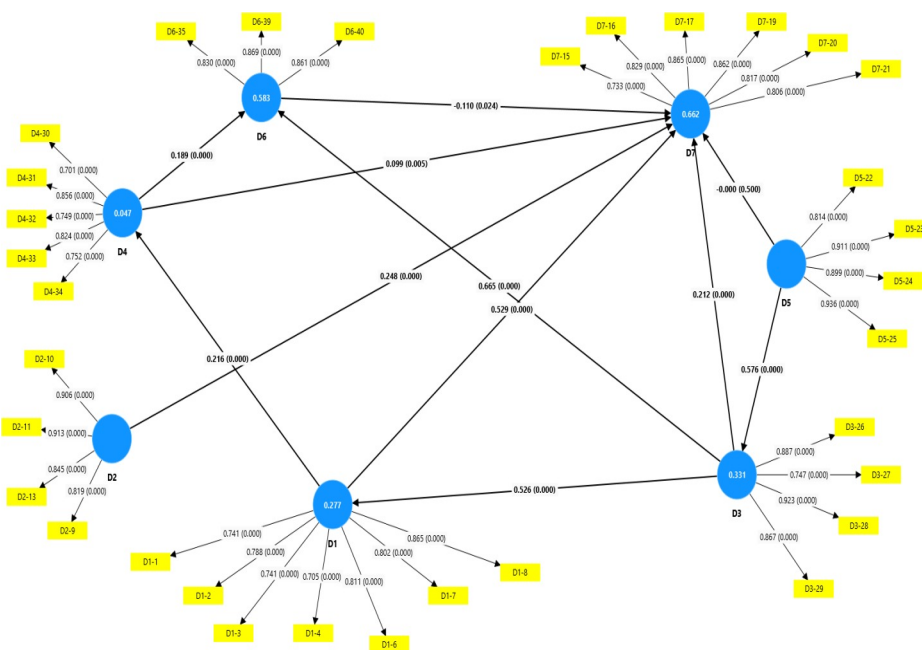 D6-39
D6-35
D6-40
0.869 (0.000)
0.830 (0.000)
0.861 (0.000)
0.583
D6
D7-17
D7-19
D7-16
D7-20
D7-15
D7-21
0.865 (0.000)
0.862 (0.000)
0.829 (0.000)
0.817 (0.000)
0.733 (0.000)
0.806 (0.000)
0.662
D7
-0.110 (0.024)
0.189 (0.000)
0.099 (0.005)
D4-30
D4-31
D4-32
D4-33
D4-34
0.701 (0.000)
0.856 (0.000)
0.749 (0.000)
0.824 (0.000)
0.752 (0.000)
0.047
D4
-0.000 (0.500)
D5-22
D5-23
D5-24
D5-25
0.814 (0.000)
0.911 (0.000)
0.899 (0.000)
0.936 (0.000)
D5
0.248 (0.000)
0.665 (0.000)
0.529 (0.000)
0.212 (0.000)
0.576 (0.000)
0.216 (0.000)
D2-10
D2-11
D2-13
D2-9
0.906 (0.000)
0.913 (0.000)
0.845 (0.000)
0.819 (0.000)
D2
0.526 (0.000)
0.277
D1
0.741 (0.000)
0.788 (0.000)
0.741 (0.000)
0.705 (0.000)
0.811 (0.000)
0.802 (0.000)
0.865 (0.000)
D1-1
D1-2
D1-3
D1-4
D1-6
D1-7
D1-8
0.331
D3
0.887 (0.000)
0.747 (0.000)
0.923 (0.000)
0.867 (0.000)
D3-26
D3-27
D3-28
D3-29